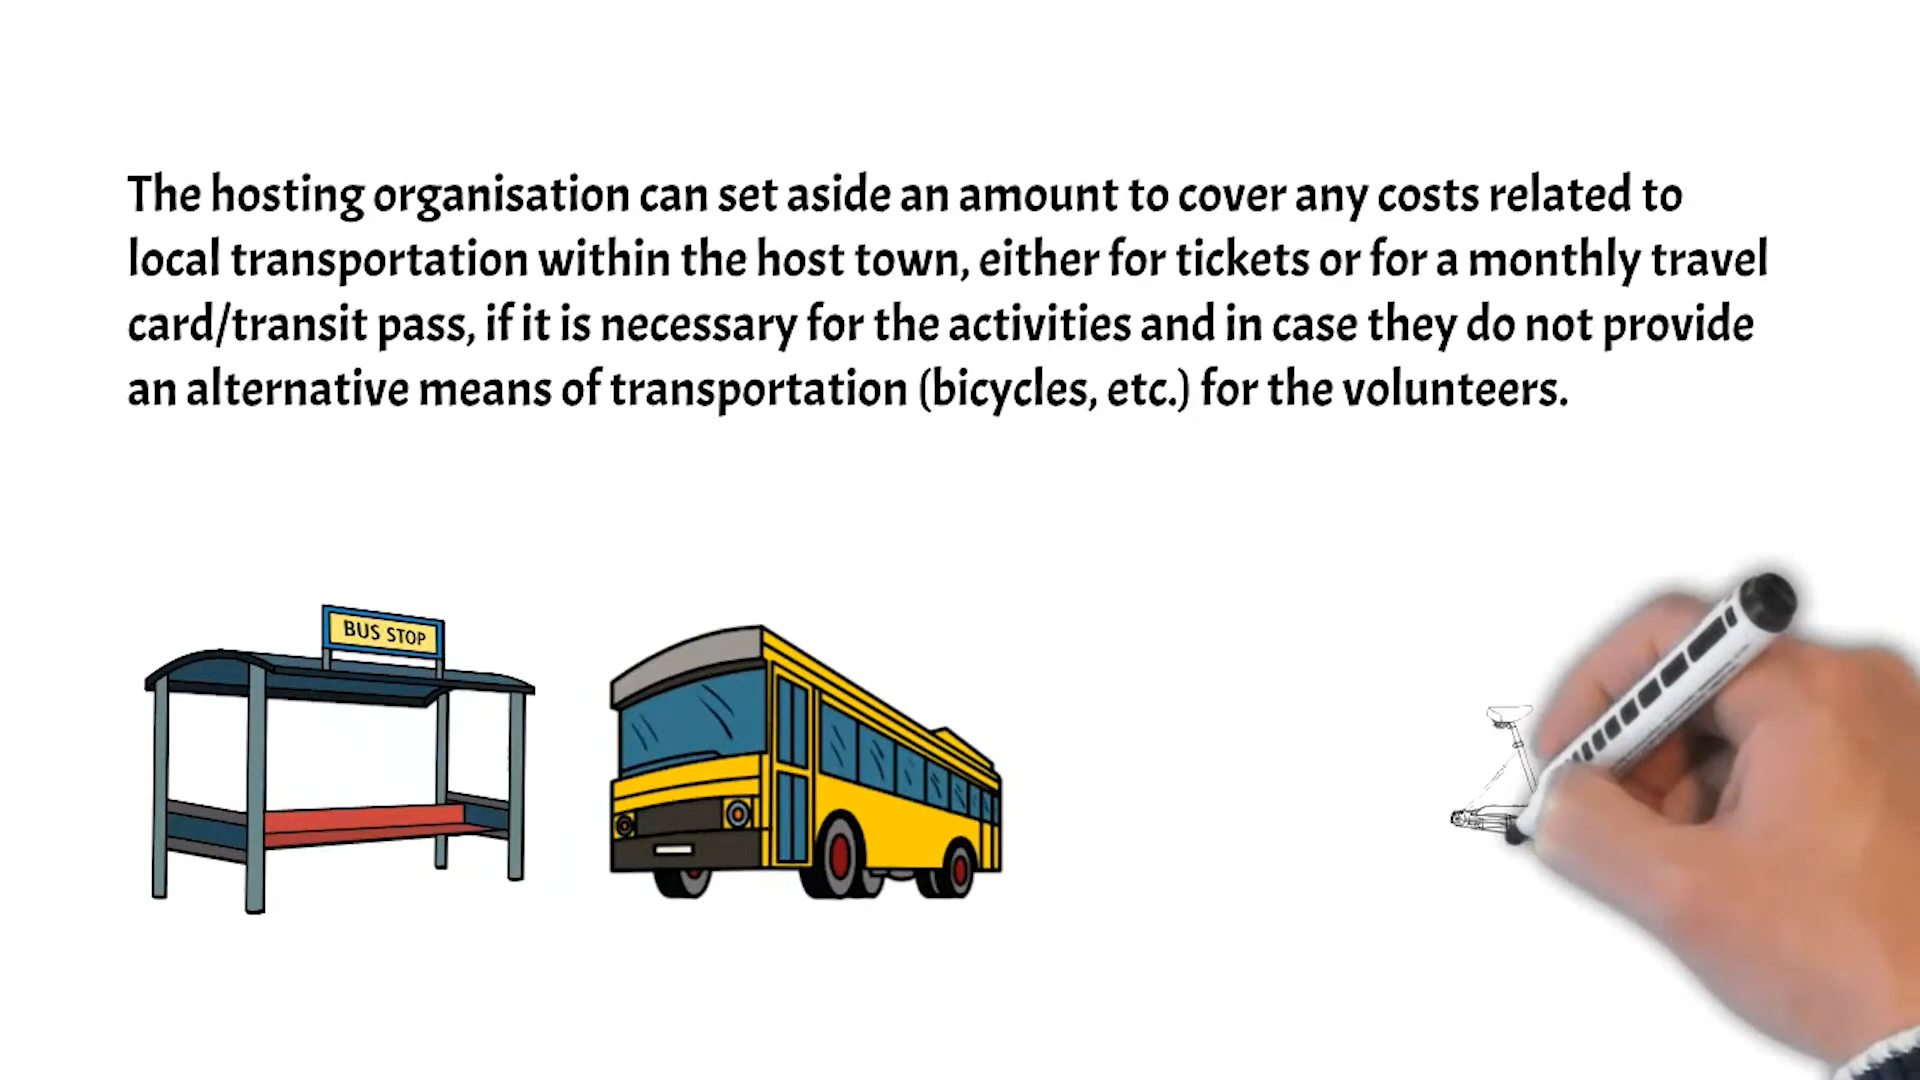 The hosting organisation can set aside an amount to cover any costs related to
local transportation within the host town, either for tickets or for a monthly travel
card/transit pass, if it is necessary for the activities and in case they do not provide
an alternative means of transportation (bicycles, etc.) for the volunteers.
BUS STOP